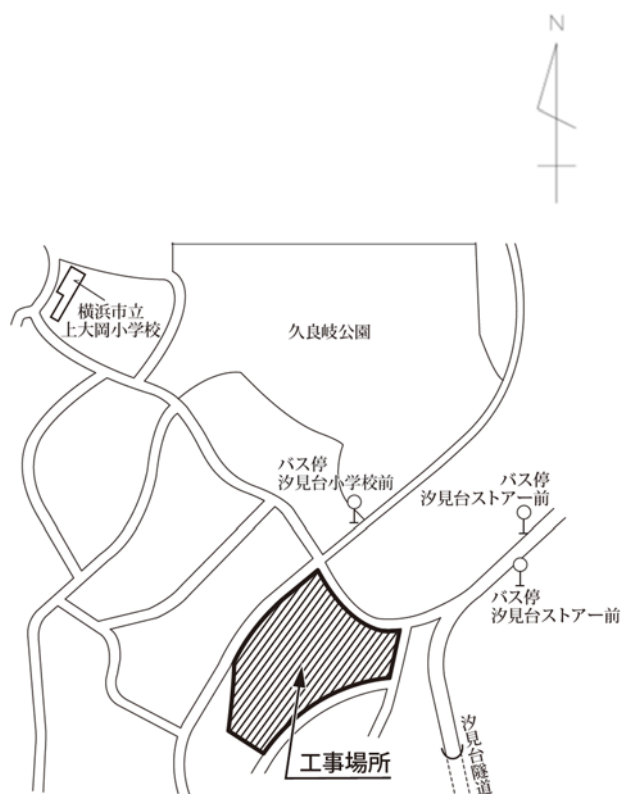 N
横浜市立
上大岡小学校
久良岐公園
バス停
汐見台小学校前
バス停
汐見台ストアー前
バス停
汐見台ストアー前
工事場所
汐見台隧道